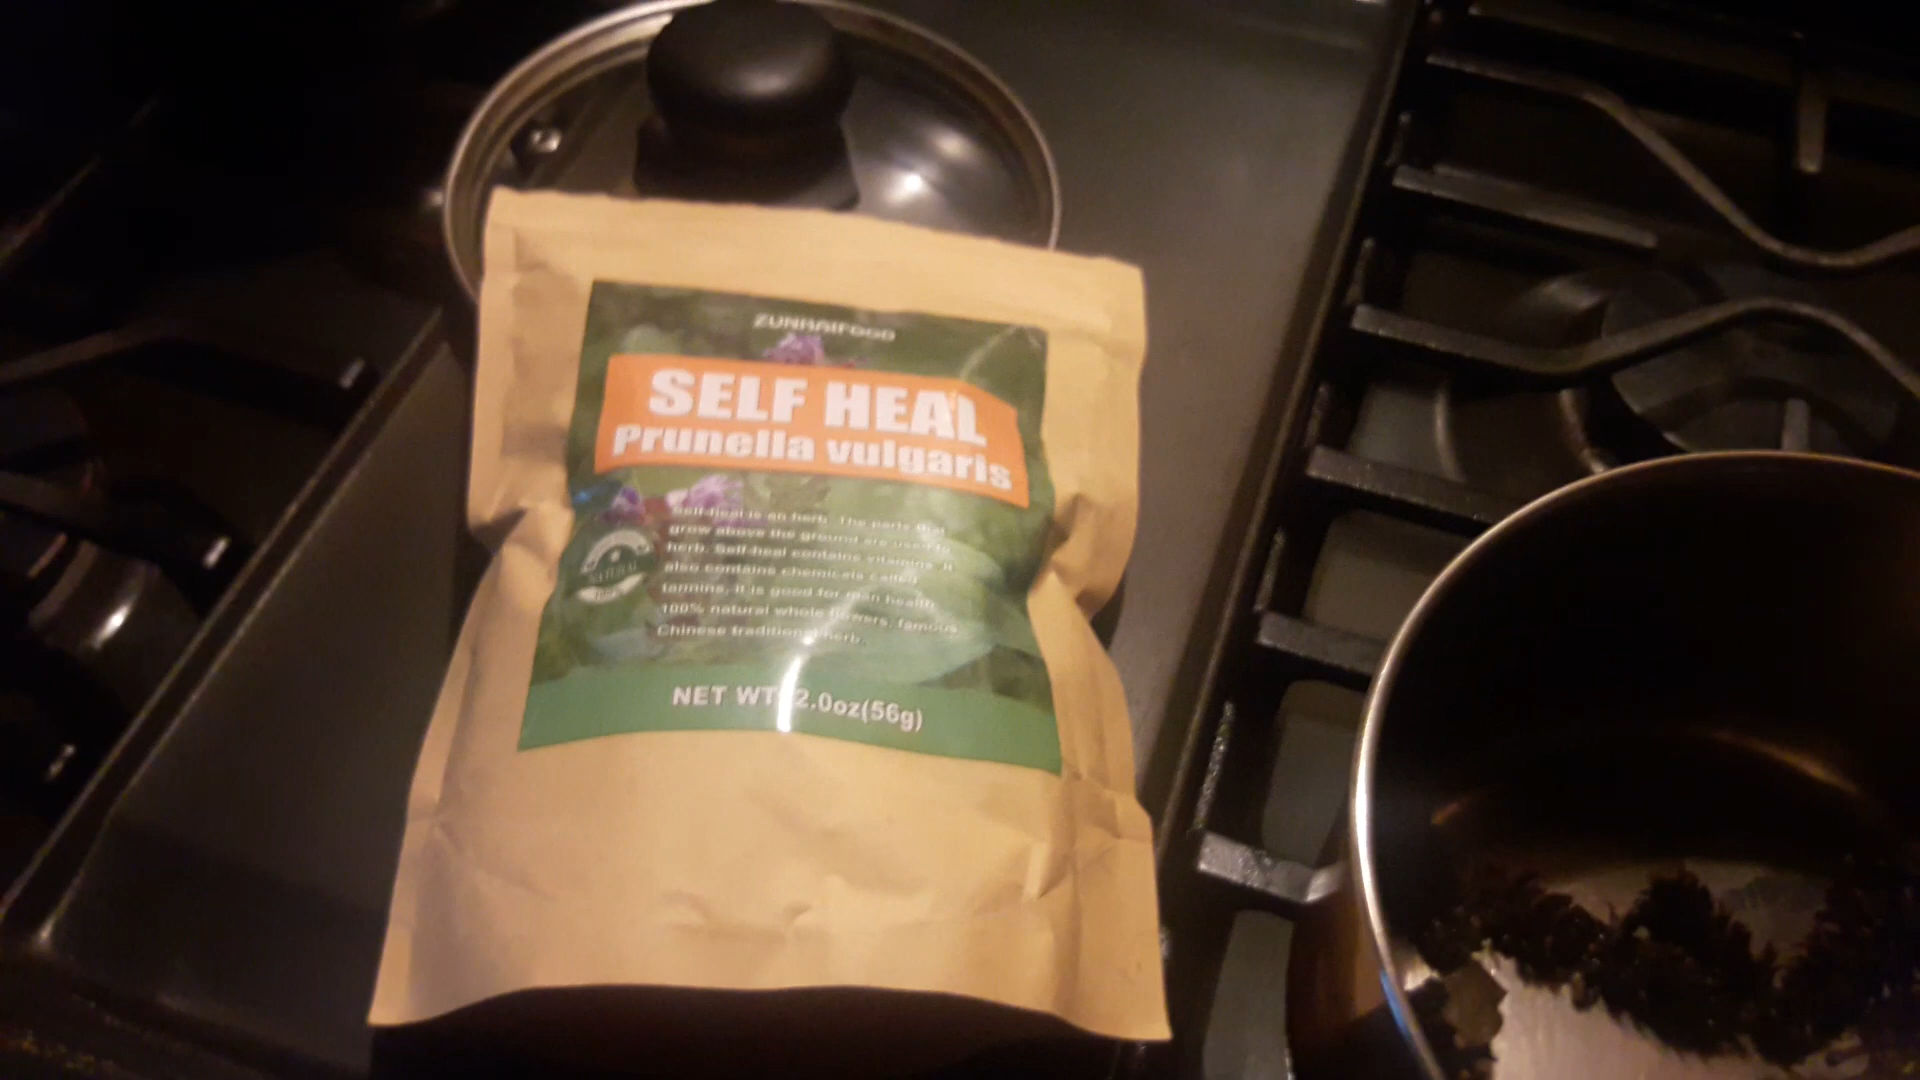 ZUNRAIFOOD
SELF HEAL
Prunella vulgaris
Self-heal is an herb. The parts that
grow above the ground are used to
herb. Self-heal contains vitamins. It
also contains chemicals called
tannins, it is good for man health
100% natural whole flowers, famous
Chinese traditional herb.
NATURAL
NET WT: 2.0oz(56g)